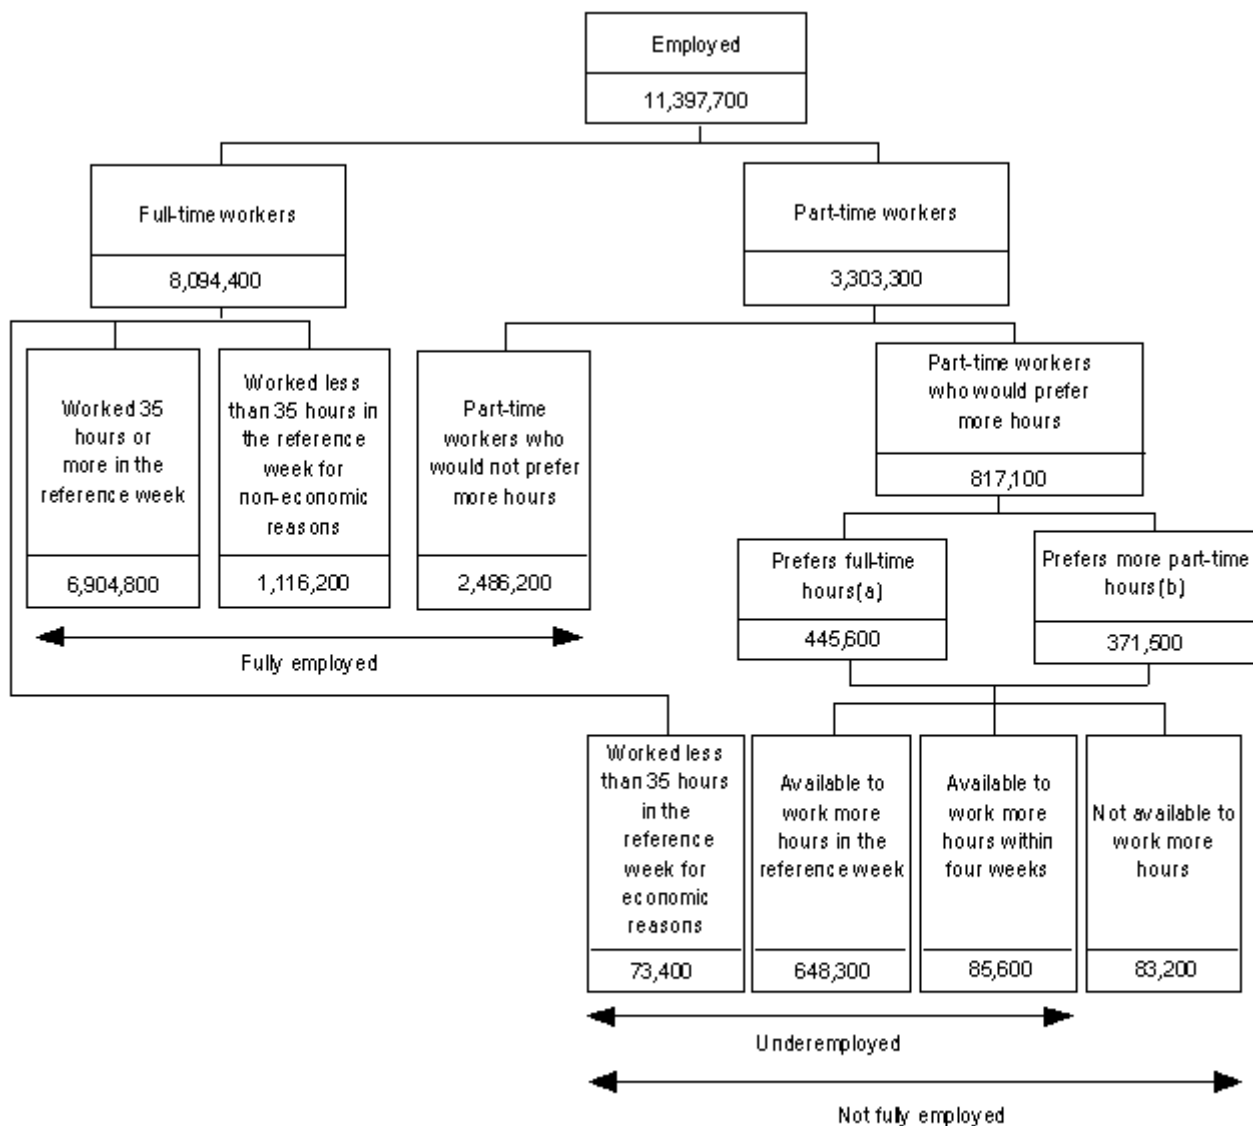 Employed
11,397,700
Full-time workers
8,094,400
Part-time workers
3,303,300
Worked 35
hours or
more in the
reference week
6,904,800
Worked less
than 35 hours in
the reference
week for
non-economic
reasons
1,116,200
Part-time
workers who
would not prefer
more hours
2,486,200
Part-time workers
who would prefer
more hours
817,100
Prefers full-time
hours(a)
445,600
Prefers more part-time
hours(b)
371,500
Fully employed
Worked less
than 35 hours
in the
reference
week for
economic
reasons
73,400
Available to
work more
hours in the
reference week
648,300
Available to
work more
hours within
four weeks
85,600
Not available to
work more
hours
83,200
Underemployed
Not fully employed